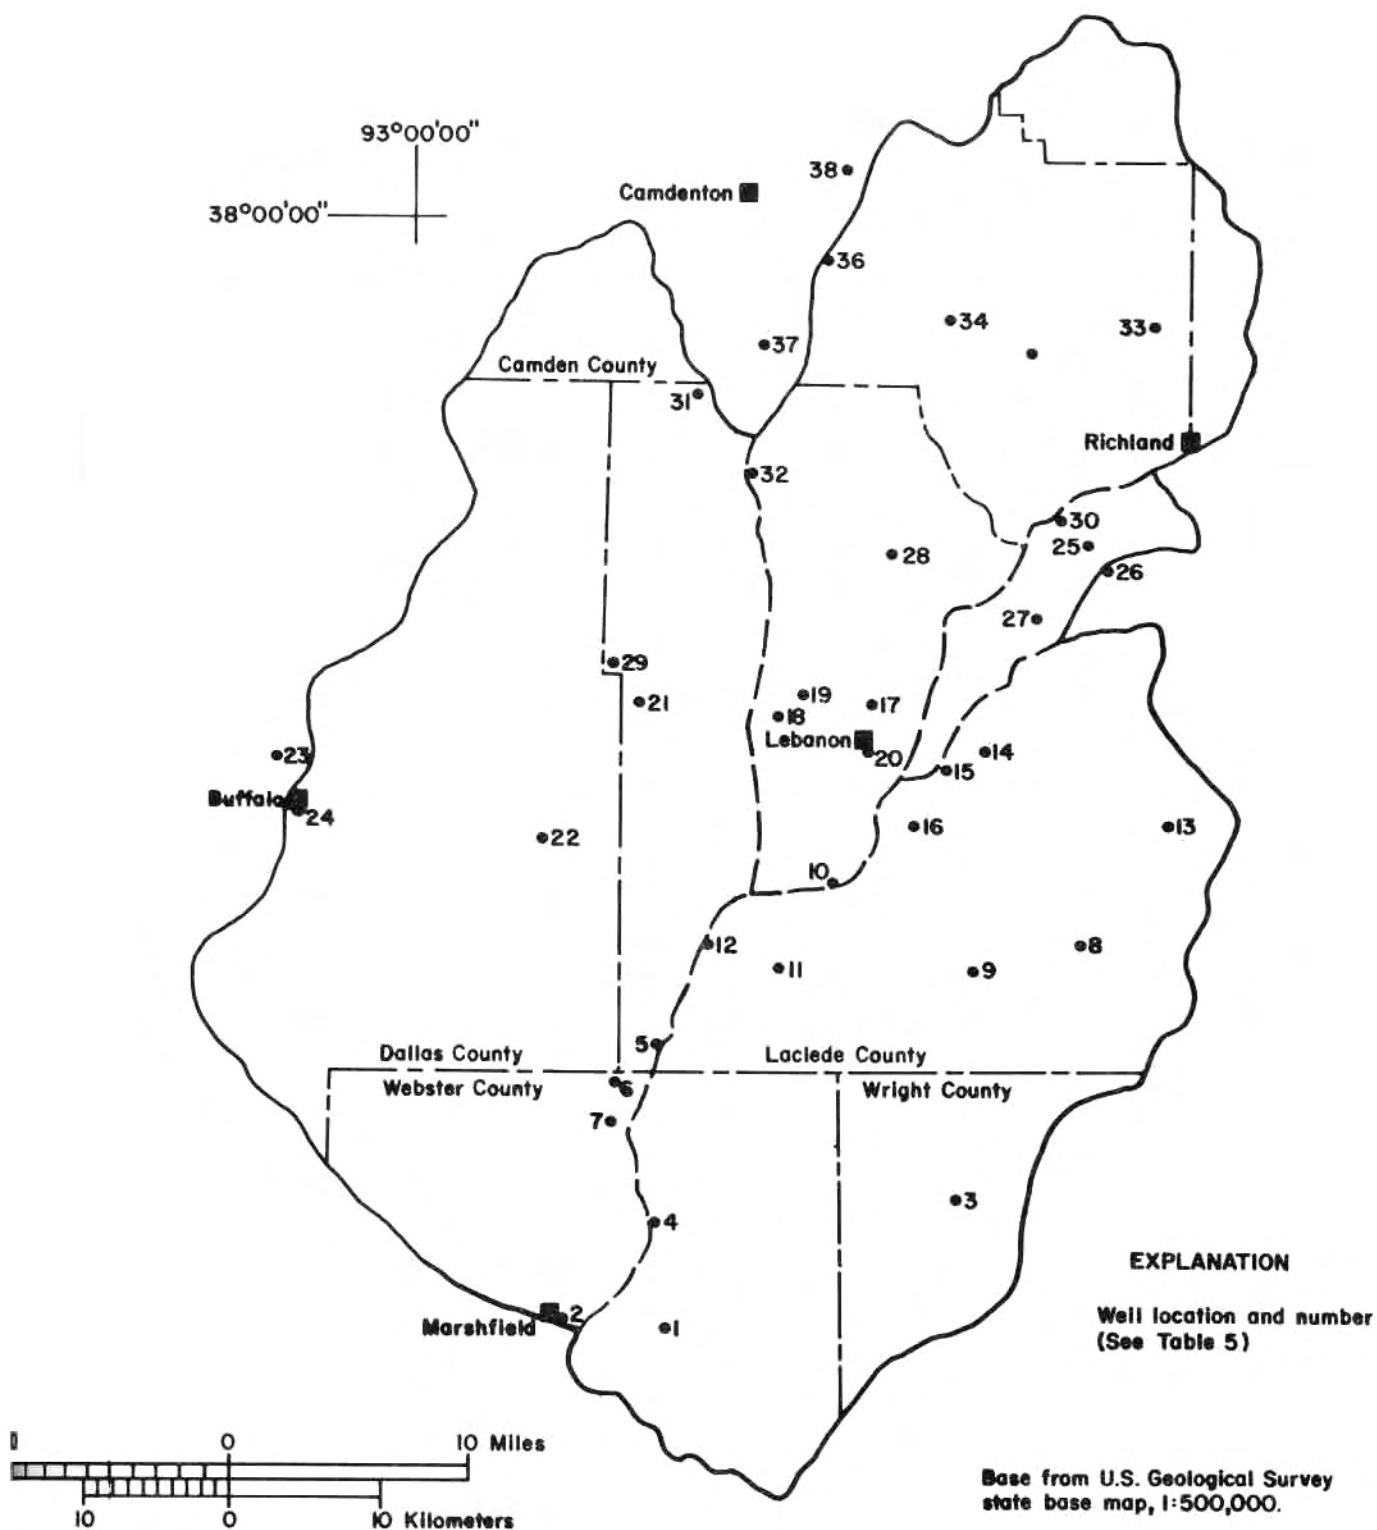 93°00'00"
38°00'00"
Camdenton
38
36
34
33
37
Camden County
31
Richland
32
30
25
28
26
27
29
21
19
17
18
Lebanon
20
14
15
23
Buffalo
24
22
16
13
10
12
11
9
8
5
Dallas County
Laclede County
6
Webster County
Wright County
7
3
4
EXPLANATION
Well location and number
(See Table 5)
2
Marshfield
1
0
10 Miles
10
0
10 Kilometers
Base from U.S. Geological Survey
state base map, 1:500,000.